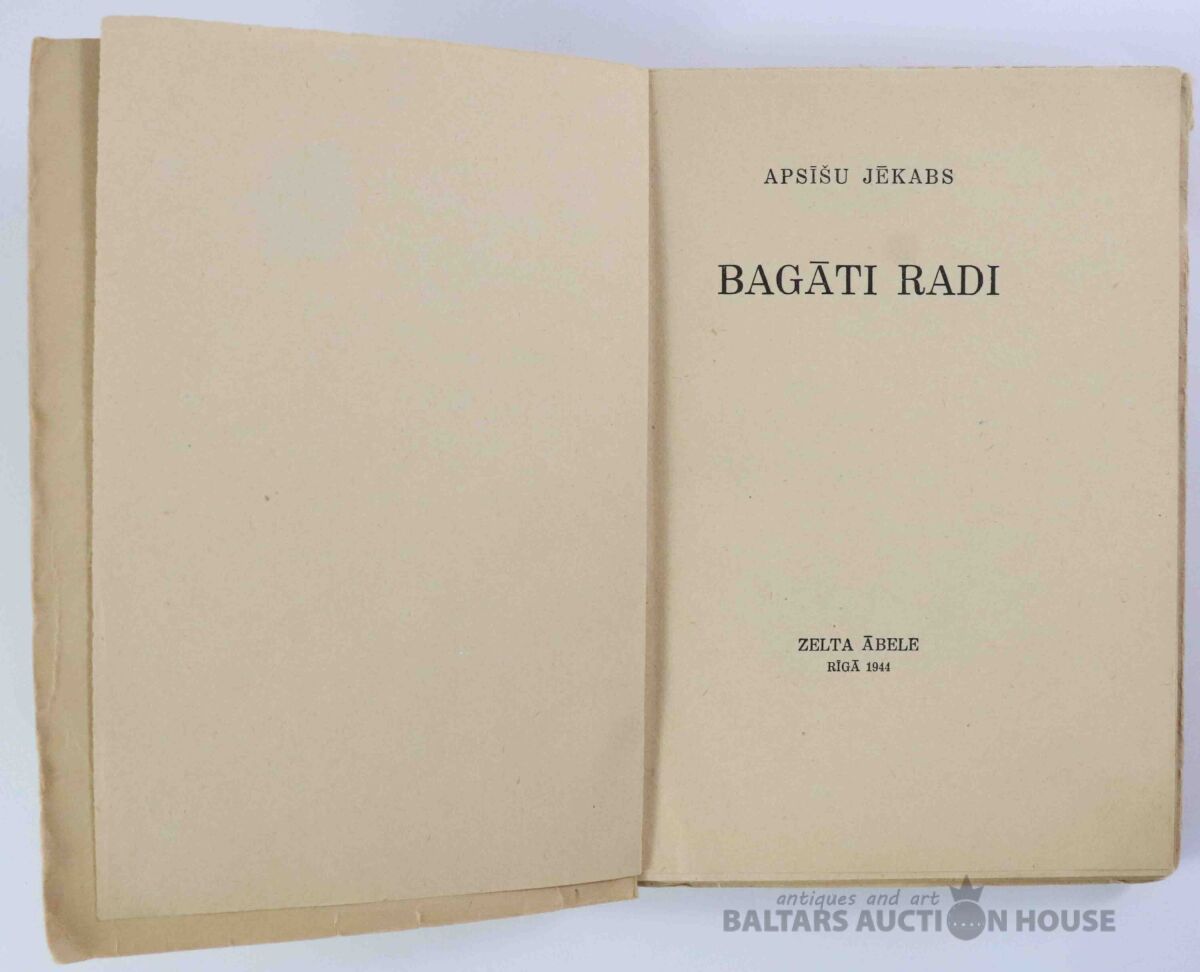 APSĪŠU JĒKABS
BAGĀTI RADI
ZELTA ĀBELE
RĪGĀ 1944
antiques and art
BALTARS AUCTION HOUSE